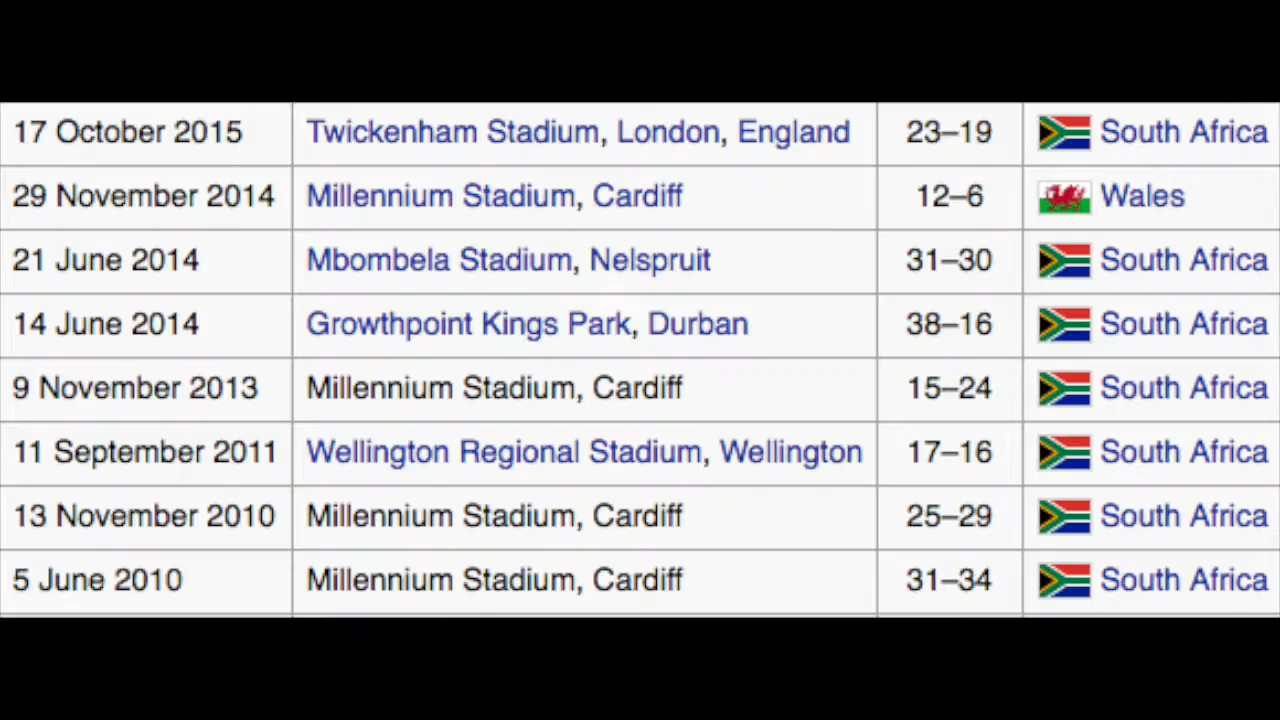 17 October 2015 Twickenham Stadium, London, England 23–19 South Africa
29 November 2014 Millennium Stadium, Cardiff 12–6 Wales
21 June 2014 Mbombela Stadium, Nelspruit 31–30 South Africa
14 June 2014 Growthpoint Kings Park, Durban 38–16 South Africa
9 November 2013 Millennium Stadium, Cardiff 15–24 South Africa
11 September 2011 Wellington Regional Stadium, Wellington 17–16 South Africa
13 November 2010 Millennium Stadium, Cardiff 25–29 South Africa
5 June 2010 Millennium Stadium, Cardiff 31–34 South Africa